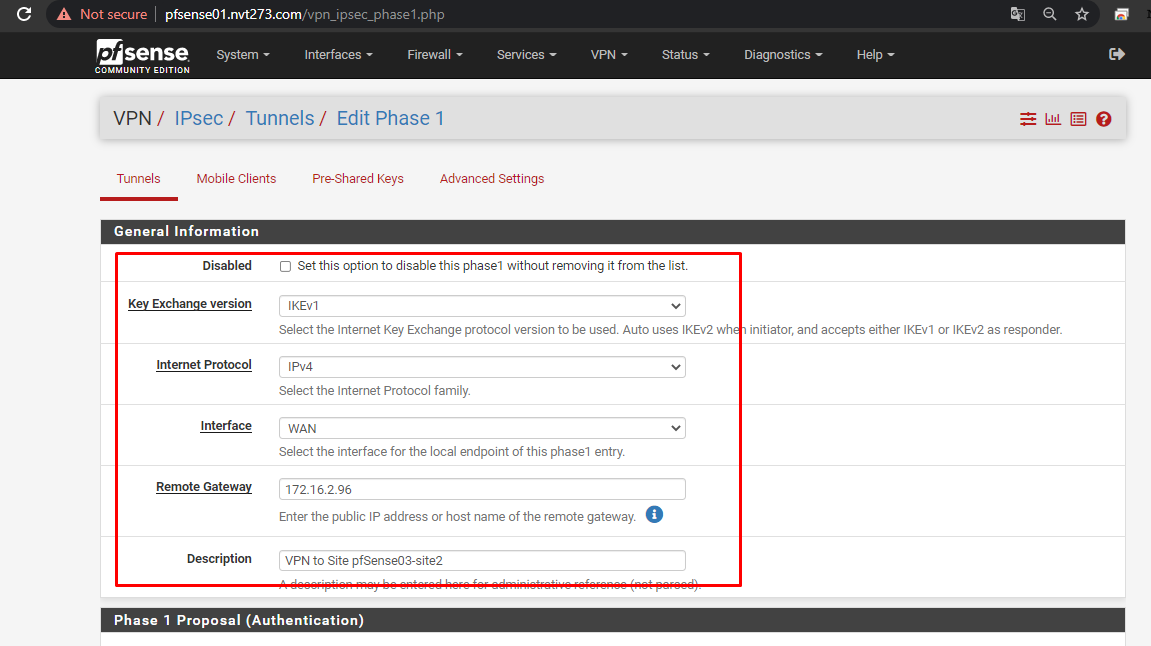 Not secure pfsense01.nvt273.com/vpn_ipsec_phase1.php
pfsense System Interfaces Firewall Services VPN Status Diagnostics Help
COMMUNITY EDITION
VPN / IPsec / Tunnels / Edit Phase 1
Tunnels Mobile Clients Pre-Shared Keys Advanced Settings
General Information
Disabled Set this option to disable this phase1 without removing it from the list.
Key Exchange version IKEv1
Select the Internet Key Exchange protocol version to be used. Auto uses IKEv2 when initiator, and accepts either IKEv1 or IKEv2 as responder.
Internet Protocol IPv4
Select the Internet Protocol family.
Interface WAN
Select the interface for the local endpoint of this phase1 entry.
Remote Gateway 172.16.2.96
Enter the public IP address or host name of the remote gateway.
Description VPN to Site pfSense03-site2
A description may be entered here for administrative reference (not parsed).
Phase 1 Proposal (Authentication)